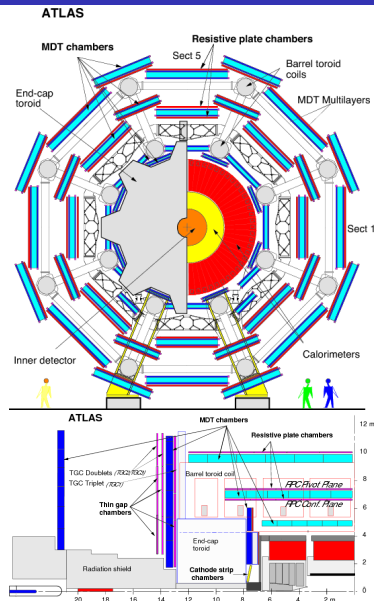 ATLAS
MDT chambers
Resistive plate chambers
Sect 5
Barrel toroid
coils
End-cap
toroid
MDT Multilayers
Sect 1
Inner detector
Calorimeters
ATLAS
MDT chambers
12 m
Resistive plate chambers
10
TGC Doublets (TGC2/TGC3)
Barrel toroid coil
TGC Triplet (TGC1)
RPC Pivot Plane
8
Thin gap
chambers
RPC Conf. Plane
6
End-cap
toroid
4
Radiation shield
Cathode strip
chambers
2
0
20 18 16 14 12 10 8 6 4 2 m